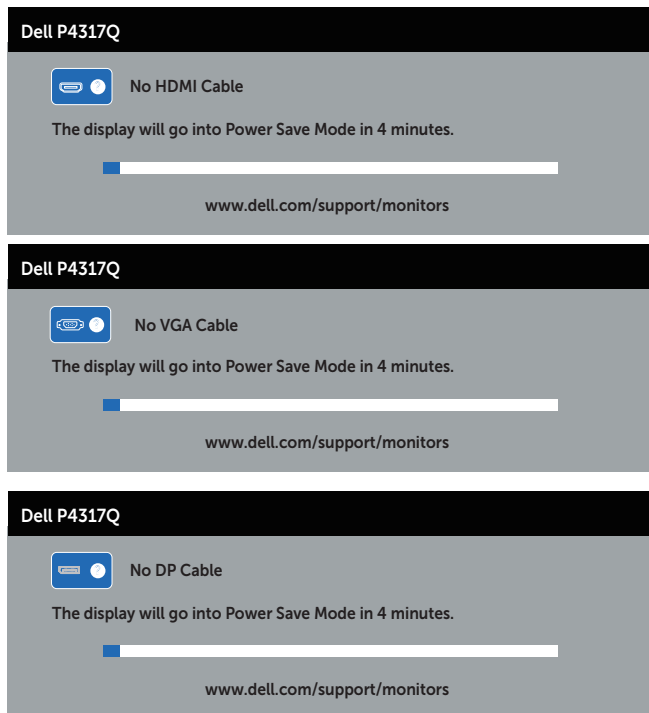 Dell P4317Q
No HDMI Cable
The display will go into Power Save Mode in 4 minutes.
www.dell.com/support/monitors
Dell P4317Q
No VGA Cable
The display will go into Power Save Mode in 4 minutes.
www.dell.com/support/monitors
Dell P4317Q
No DP Cable
The display will go into Power Save Mode in 4 minutes.
www.dell.com/support/monitors